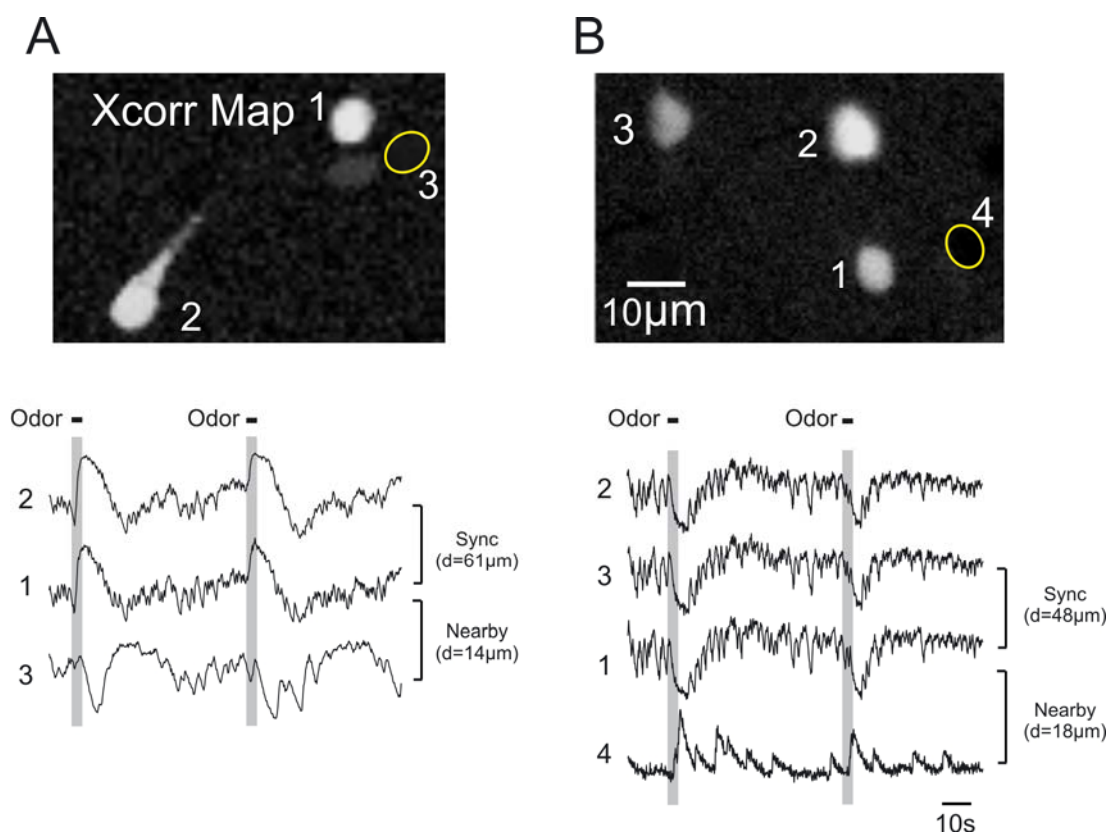 A
Xcorr Map 1
3
2
Odor Odor
2
Sync
(d=61µm)
1
Nearby
(d=14µm)
3
B
3
2
4
1
10µm
Odor Odor
2
3
Sync
(d=48µm)
1
Nearby
(d=18µm)
4
10s